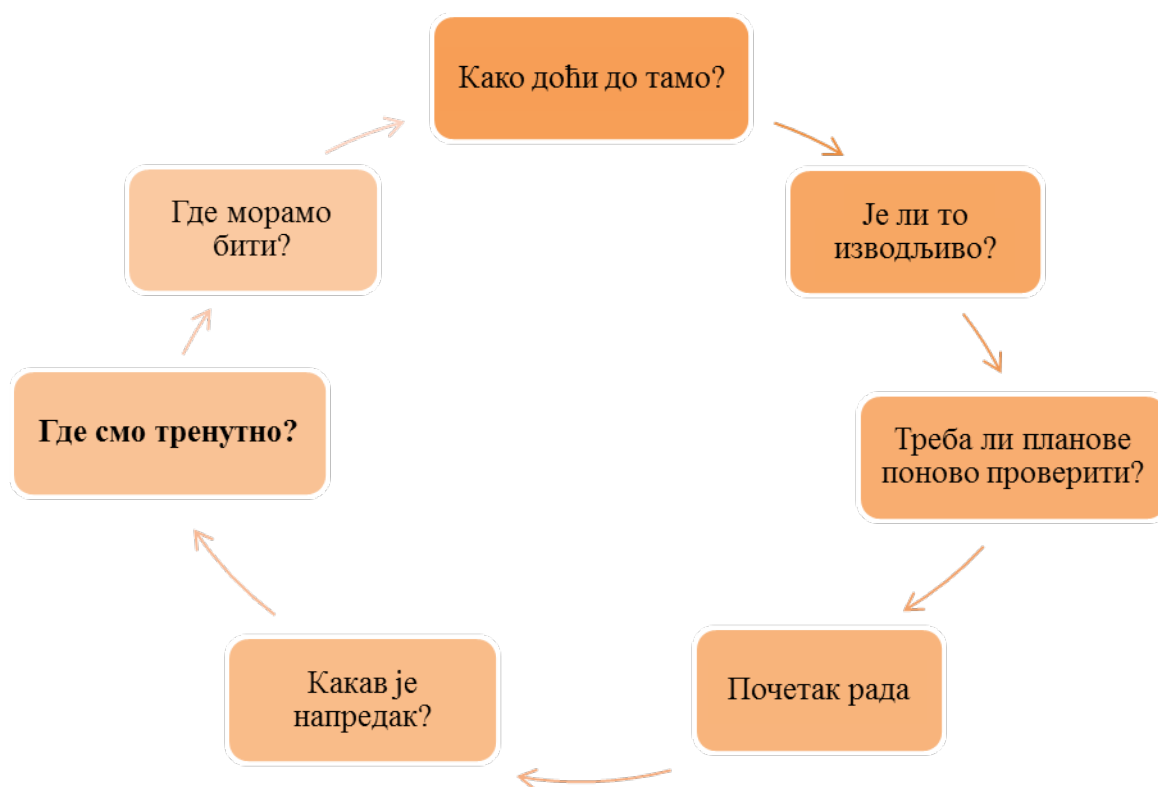 Како доћи до тамо?
Је ли то
изводљиво?
Треба ли планове
поново проверити?
Почетак рада
Какав је
напредак?
Где смо тренутно?
Где морамо
бити?